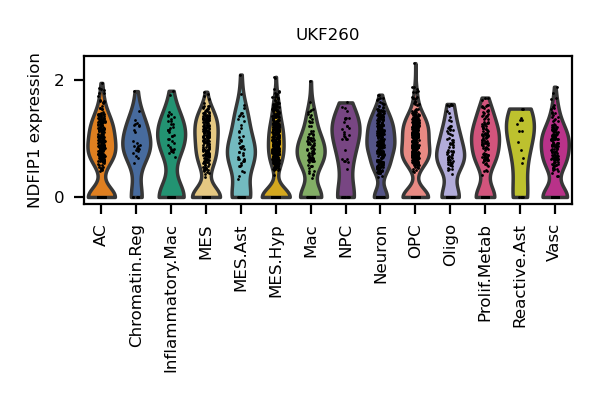 UKF260
NDFIP1 expression
2
0
AC
Chromatin.Reg
Inflammatory.Mac
MES
MES.Ast
MES.Hyp
Mac
NPC
Neuron
OPC
Oligo
Prolif.Metab
Reactive.Ast
Vasc